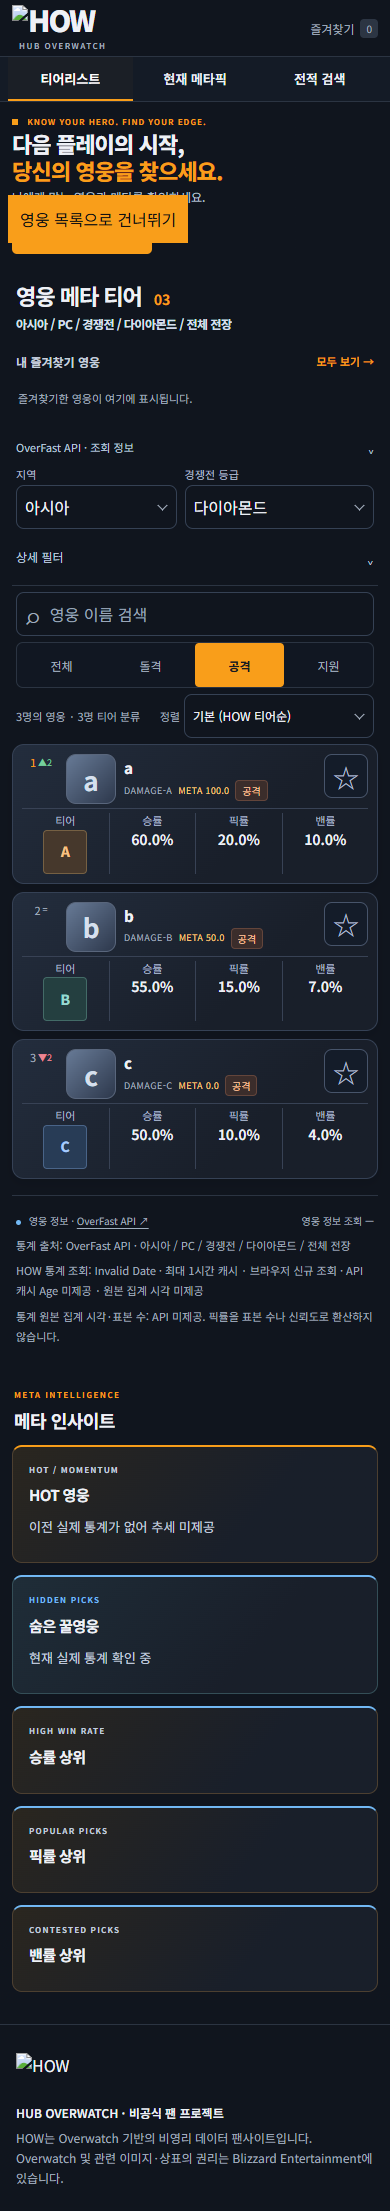 HOW
HUB OVERWATCH
즐겨찾기 0
티어리스트 현재 메타픽 전적 검색
KNOW YOUR HERO. FIND YOUR EDGE.
다음 플레이의 시작,
당신의 영웅을 찾으세요.
영웅 목록으로 건너뛰기
영웅 메타 티어 03
아시아 / PC / 경쟁전 / 다이아몬드 / 전체 전장
내 즐겨찾기 영웅 모두 보기 →
즐겨찾기한 영웅이 여기에 표시됩니다.
OverFast API · 조회 정보
지역 경쟁전 등급
아시아 다이아몬드
상세 필터
영웅 이름 검색
전체 돌격 공격 지원
3명의 영웅 · 3명 티어 분류 정렬 기본 (HOW 티어순)
1 ▲2 a a ☆
DAMAGE-A META 100.0 공격
티어 승률 픽률 밴률
A 60.0% 20.0% 10.0%
2 = b b ☆
DAMAGE-B META 50.0 공격
티어 승률 픽률 밴률
B 55.0% 15.0% 7.0%
3 ▼2 c c ☆
DAMAGE-C META 0.0 공격
티어 승률 픽률 밴률
C 50.0% 10.0% 4.0%
영웅 정보 · OverFast API ↗ 영웅 정보 조회 —
통계 출처: OverFast API · 아시아 / PC / 경쟁전 / 다이아몬드 / 전체 전장
HOW 통계 조회: Invalid Date · 최대 1시간 캐시 · 브라우저 신규 조회 · API
캐시 Age 미제공 · 원본 집계 시각 미제공
통계 원본 집계 시각·표본 수: API 미제공. 픽률을 표본 수나 신뢰도로 환산하지
않습니다.
META INTELLIGENCE
메타 인사이트
HOT / MOMENTUM
HOT 영웅
이전 실제 통계가 없어 추세 미제공
HIDDEN PICKS
숨은 꿀영웅
현재 실제 통계 확인 중
HIGH WIN RATE
승률 상위
POPULAR PICKS
픽률 상위
CONTESTED PICKS
밴률 상위
HOW
HUB OVERWATCH · 비공식 팬 프로젝트
HOW는 Overwatch 기반의 비영리 데이터 팬사이트입니다.
Overwatch 및 관련 이미지·상표의 권리는 Blizzard Entertainment에
있습니다.